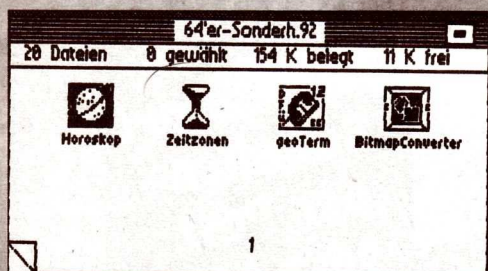 64'er-Sonderh.92
20 Dateien 0 gewählt 154 K belegt 11 K frei
Horoskop Zeitzonen geoTerm BitmapConverter
1